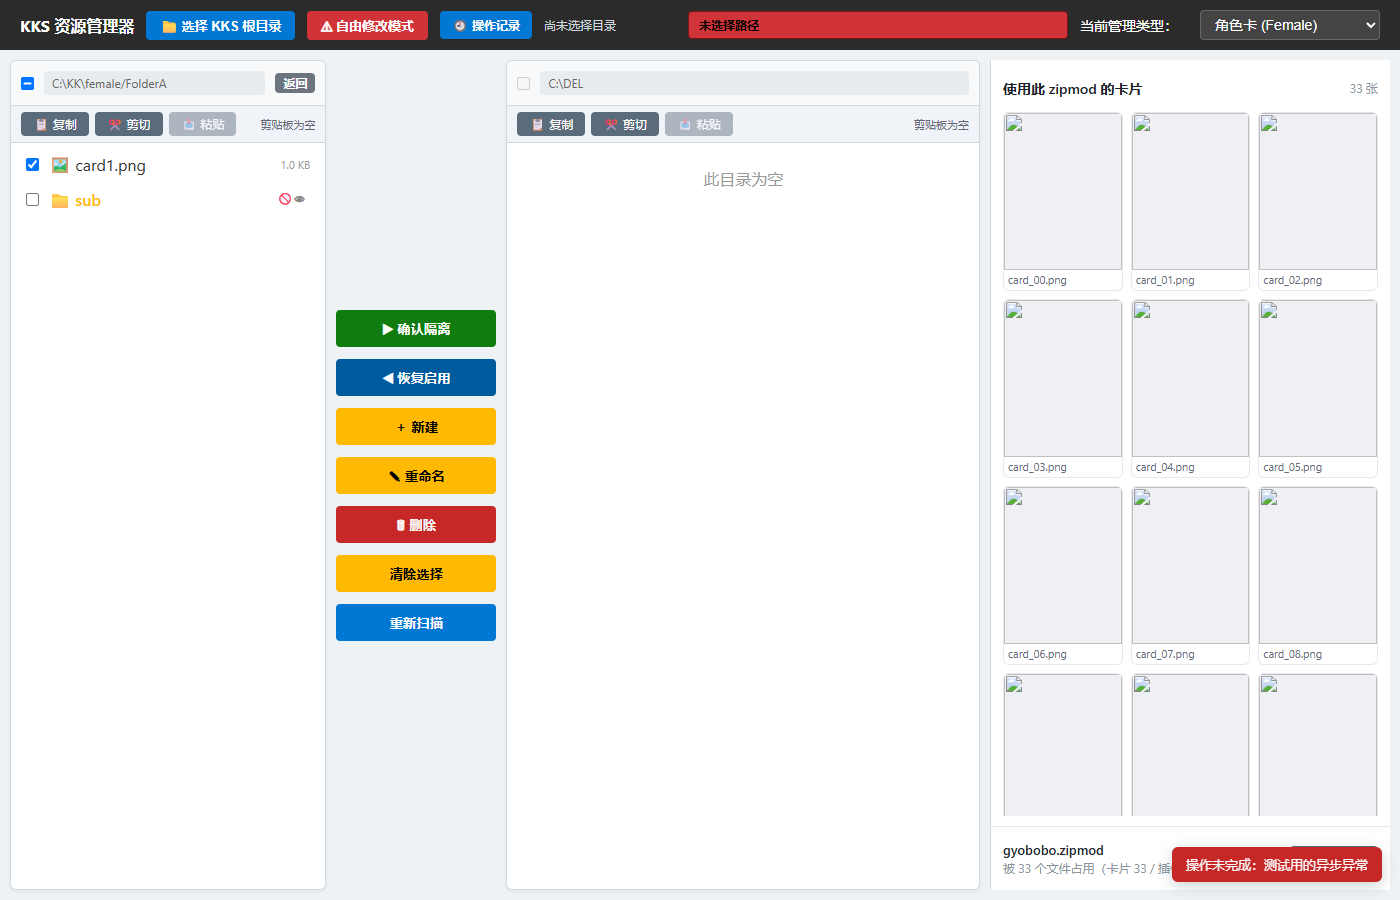 KKS 资源管理器
选择 KKS 根目录
自由修改模式
操作记录
尚未选择目录
未选择路径
当前管理类型：
角色卡 (Female)
C:\KK\female/FolderA
返回
复制
剪切
粘贴
剪贴板为空
card1.png
1.0 KB
sub
▶ 确认隔离
◀ 恢复启用
+ 新建
重命名
删除
清除选择
重新扫描
C:\DEL
复制
剪切
粘贴
剪贴板为空
此目录为空
使用此 zipmod 的卡片
33 张
card_00.png
card_01.png
card_02.png
card_03.png
card_04.png
card_05.png
card_06.png
card_07.png
card_08.png
gyobobo.zipmod
被 33 个文件占用（卡片 33 / 插
操作未完成：测试用的异步异常